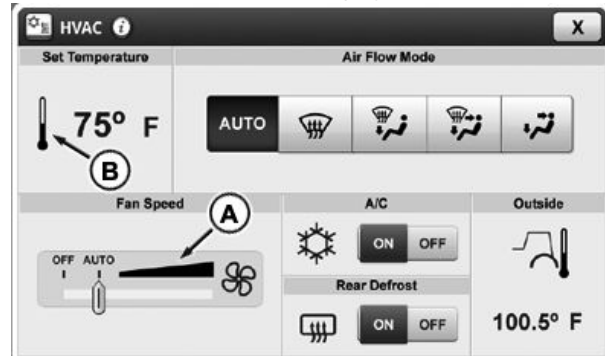 HVAC i X
Set Temperature Air Flow Mode
75° F AUTO
B
Fan Speed A A/C Outside
OFF AUTO ON OFF
Rear Defrost
ON OFF 100.5° F